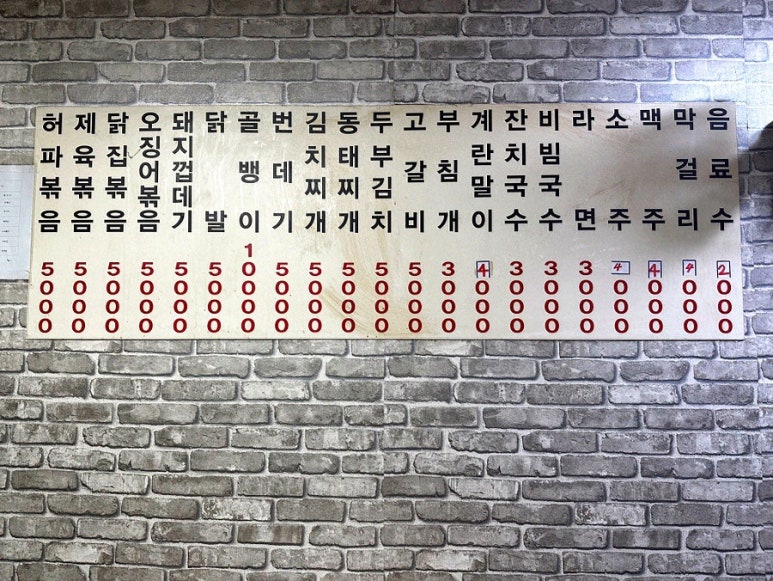 허파볶음 5000
제육볶음 5000
닭집볶음 5000
오징어볶음 5000
돼지껍데기 5000
닭발 5000
골뱅이 10000
번데기 5000
김치찌개 5000
동태찌개 5000
두부김치 5000
고갈비 5000
부침개 3000
계란말이 4000
잔치국수 3000
비빔국수 3000
라면 3000
소주 4000
맥주 4000
막걸리 4000
음료수 2000